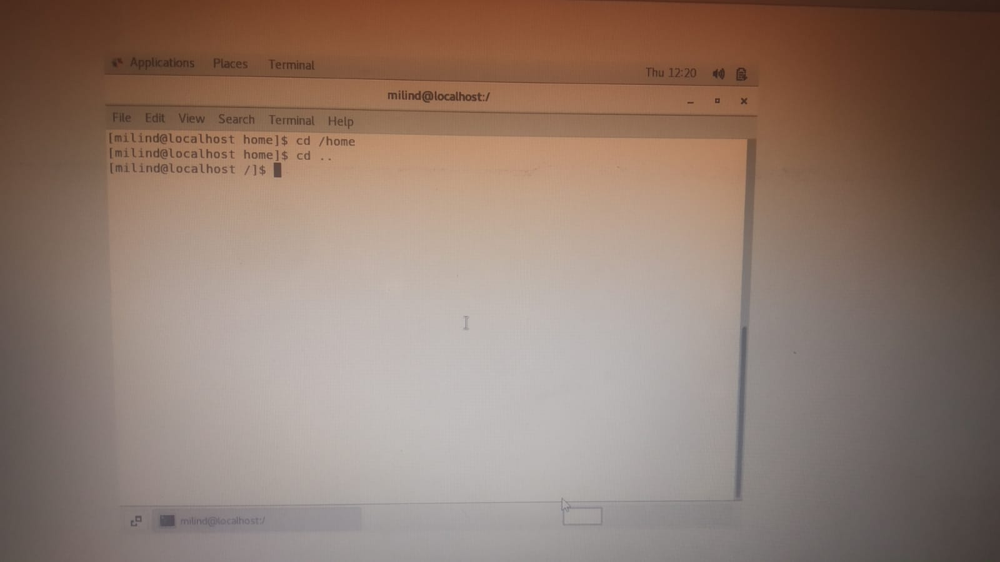 Applications Places Terminal
Thu 12:20
milind@localhost:/
File Edit View Search Terminal Help
[milind@localhost home]$ cd /home
[milind@localhost home]$ cd ..
[milind@localhost /]$
milind@localhost:/